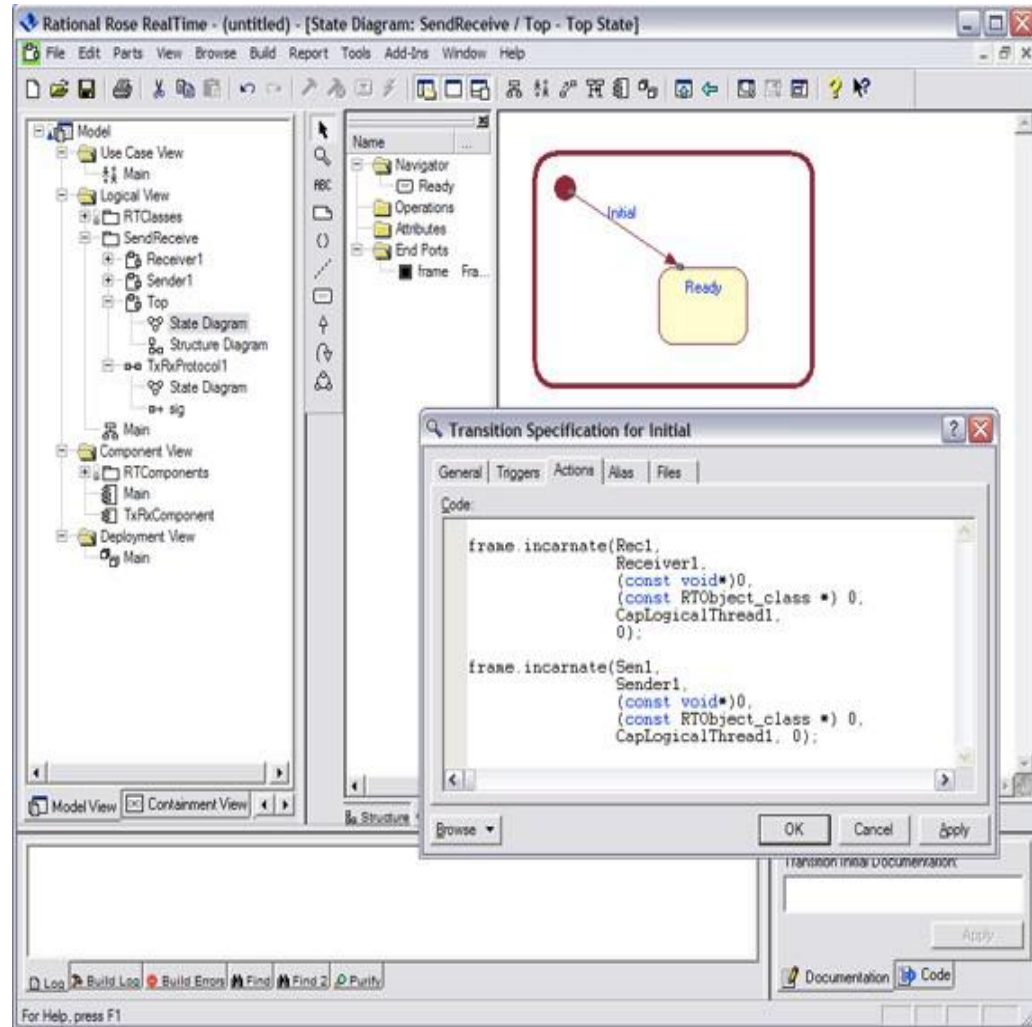 Rational Rose RealTime - (untitled) - [State Diagram: SendReceive / Top - Top State]
File Edit Parts View Browse Build Report Tools Add-Ins Window Help
Model
Use Case View
Main
Logical View
RTClasses
SendReceive
Receiver1
Sender1
Top
State Diagram
Structure Diagram
TxRxProtocol1
State Diagram
sig
Main
Component View
RTComponents
Main
TxRxComponent
Deployment View
Main
Model View Containment View
ABC
Name ...
Navigator
Ready
Operations
Attributes
End Ports
frame Fra...
Structure
Initial
Ready
Transition Specification for Initial
General Triggers Actions Alias Files
Code:
frame.incarnate(Rec1,
Receiver1,
(const void*)0,
(const RTObject_class *) 0,
CapLogicalThread1,
0);
frame.incarnate(Sen1,
Sender1,
(const void*)0,
(const RTObject_class *) 0,
CapLogicalThread1, 0);
Browse OK Cancel Apply
Transition Initial Documentation:
Apply
Documentation Code
Log Build Log Build Errors Find Find 2 Purify
For Help, press F1